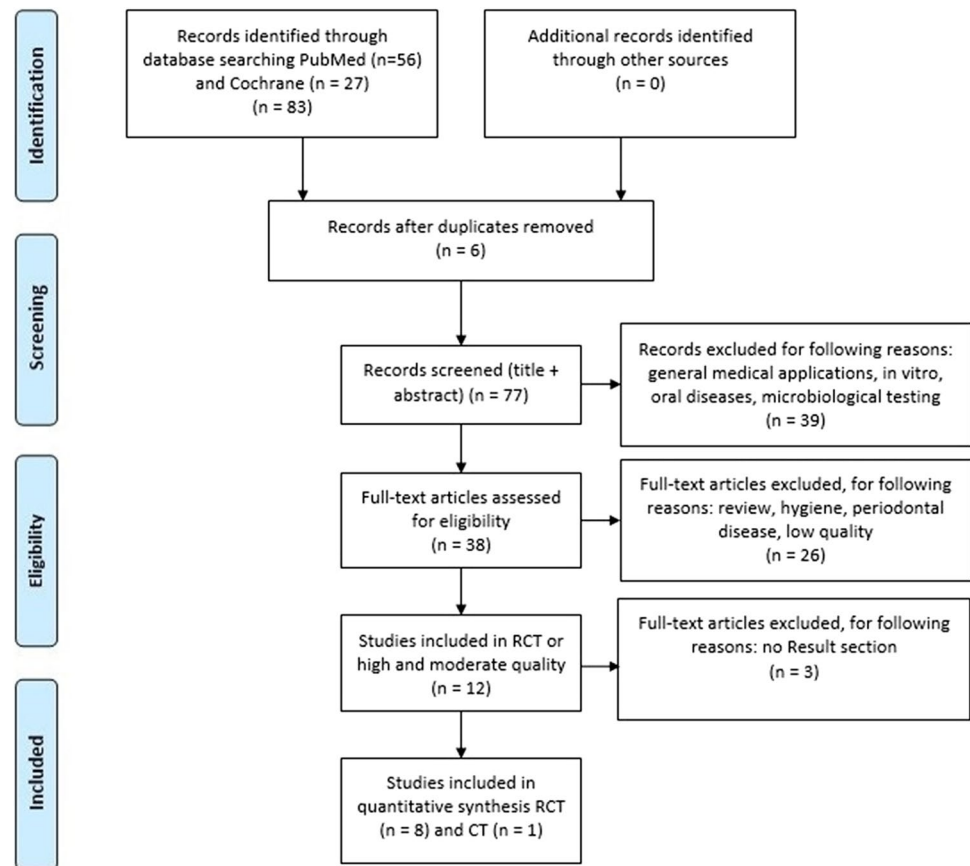 Identification
Records identified through
database searching PubMed (n=56)
and Cochrane (n = 27)
(n = 83)
Additional records identified
through other sources
(n = 0)
Records after duplicates removed
(n = 6)
Screening
Records screened (title +
abstract) (n = 77)
Records excluded for following reasons:
general medical applications, in vitro,
oral diseases, microbiological testing
(n = 39)
Eligibility
Full-text articles assessed
for eligibility
(n = 38)
Full-text articles excluded, for following
reasons: review, hygiene, periodontal
disease, low quality
(n = 26)
Studies included in RCT or
high and moderate quality
(n = 12)
Full-text articles excluded, for following
reasons: no Result section
(n = 3)
Included
Studies included in
quantitative synthesis RCT
(n = 8) and CT (n = 1)